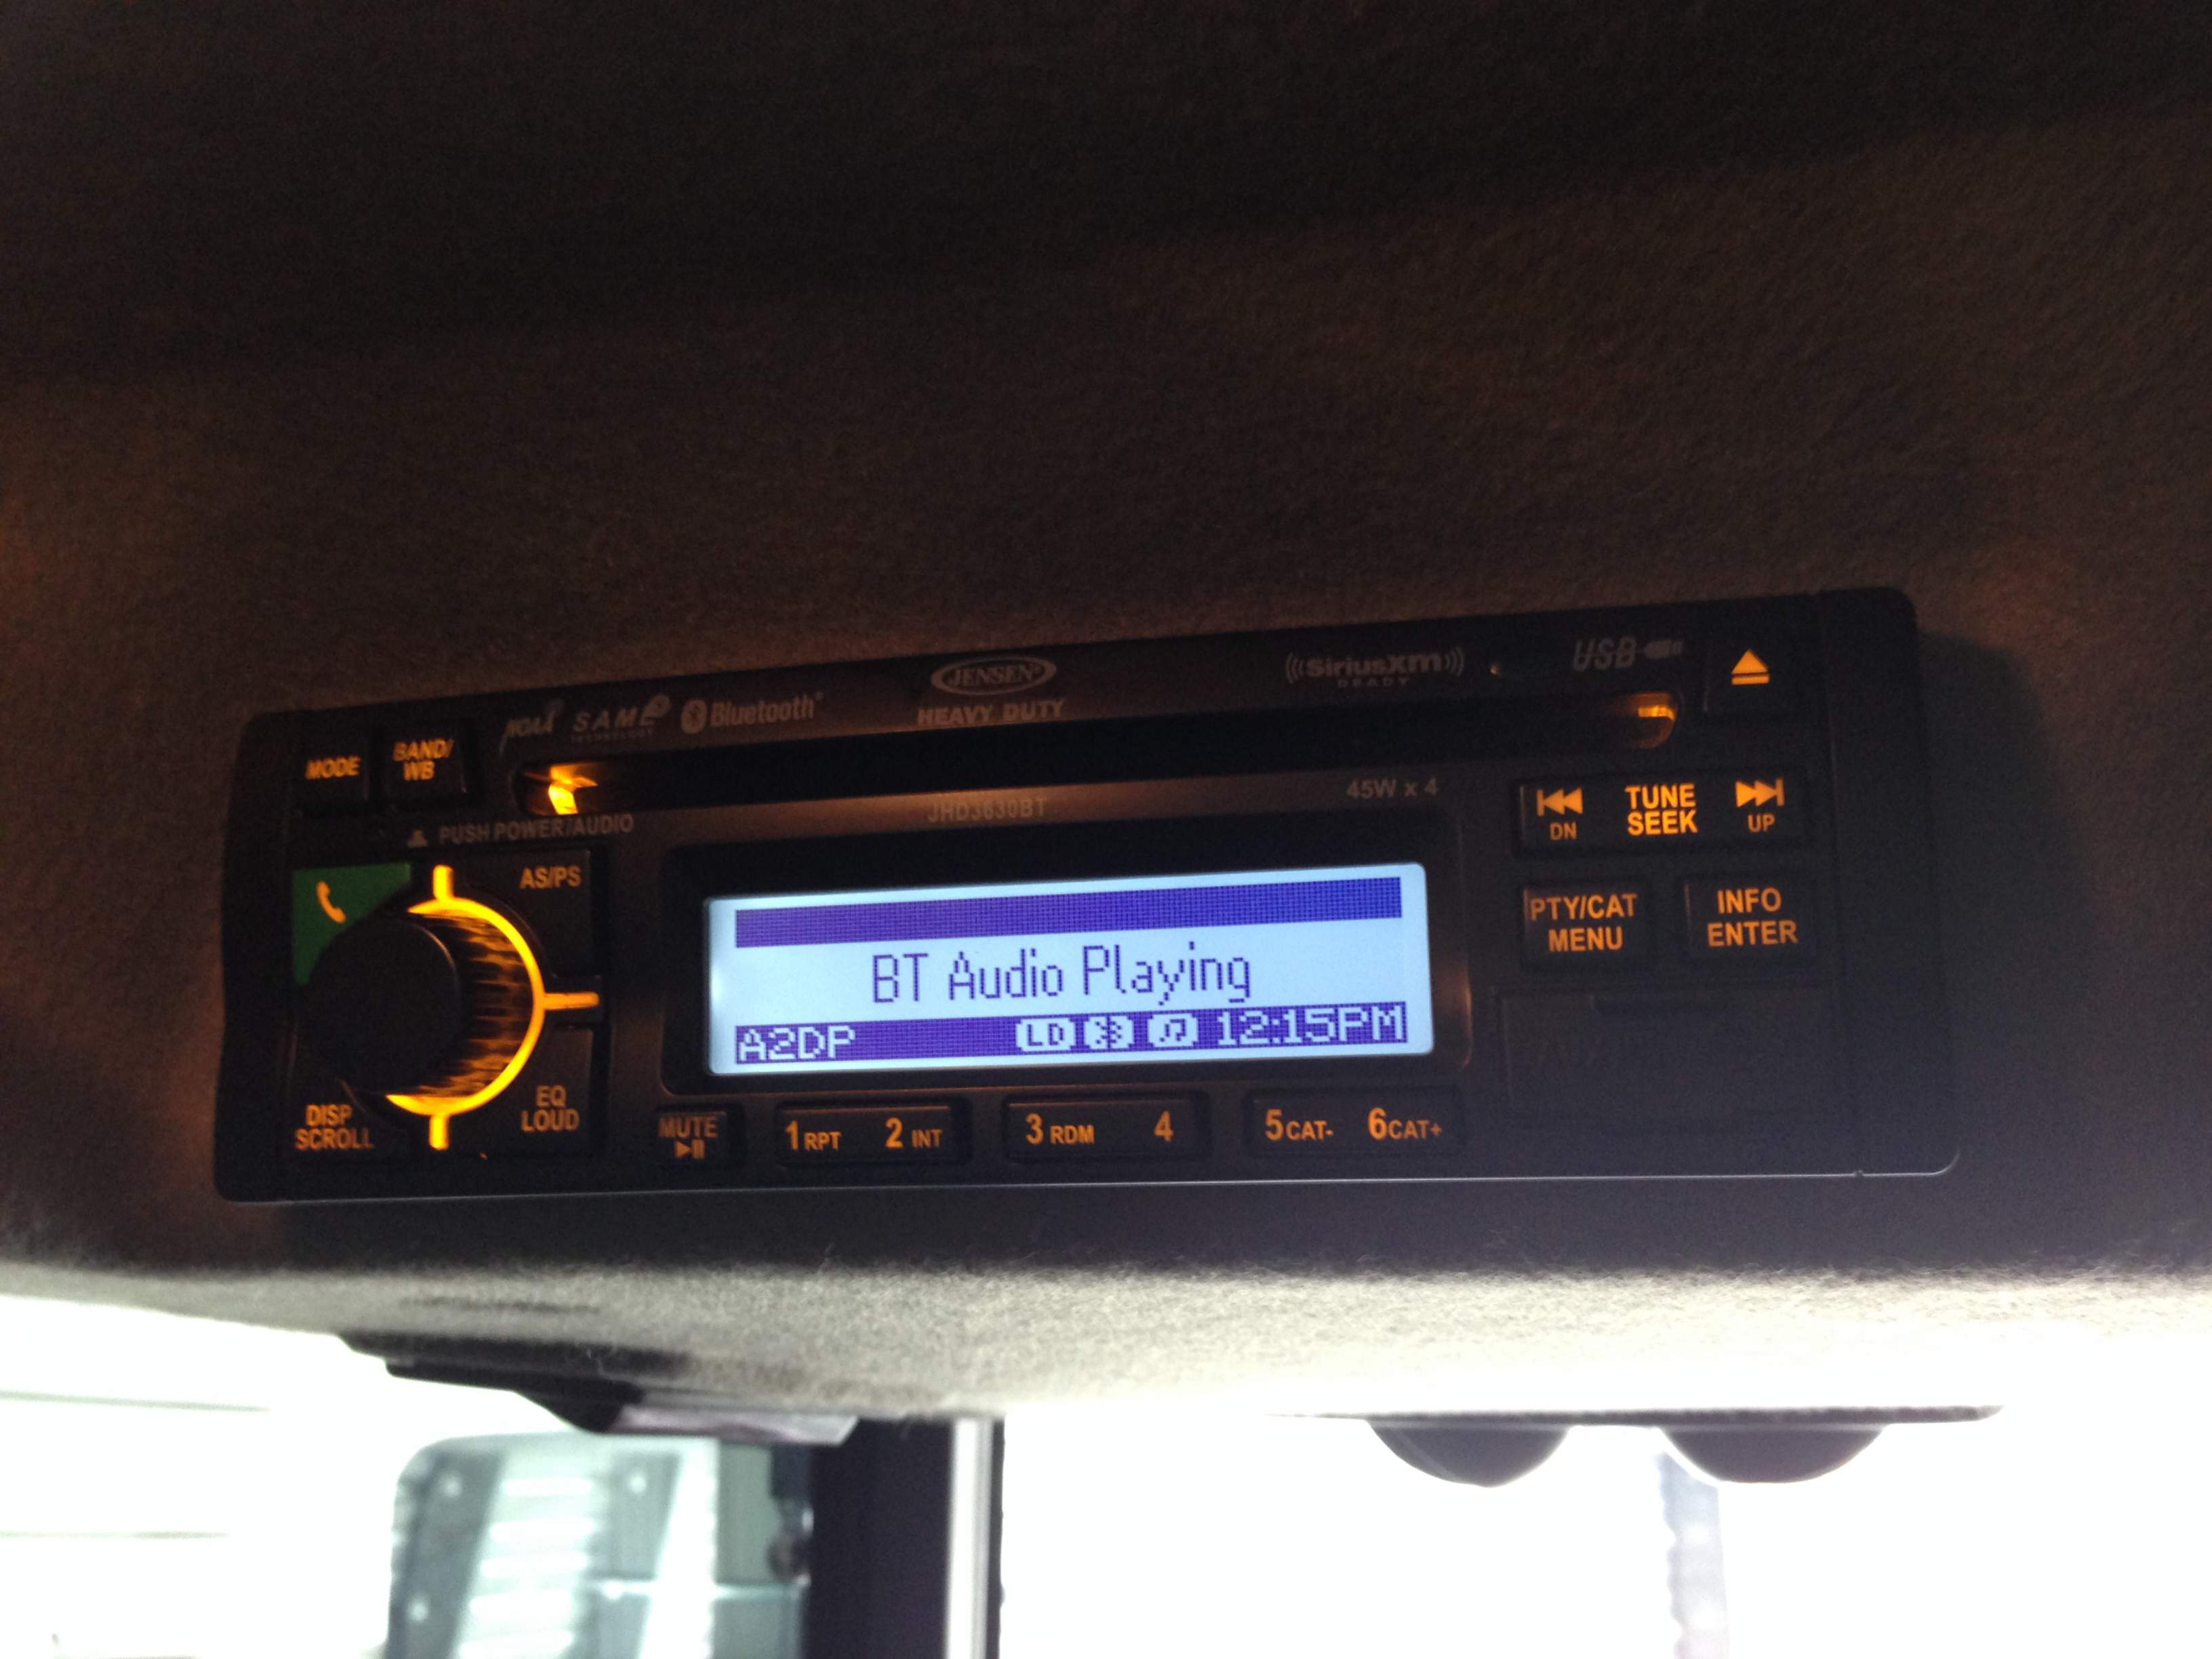 NOAA S.A.M.E. TECHNOLOGY Bluetooth® JENSEN® HEAVY DUTY ((SiriusXM)) READY USB
MODE BAND/WB
PUSH POWER/AUDIO JHD3630BT 45W x 4
DN TUNE SEEK UP
AS/PS
PTY/CAT MENU INFO ENTER
BT Audio Playing
A2DP LD 12:15PM
DISP SCROLL EQ LOUD
MUTE 1 RPT 2 INT 3 RDM 4 5 CAT- 6 CAT+